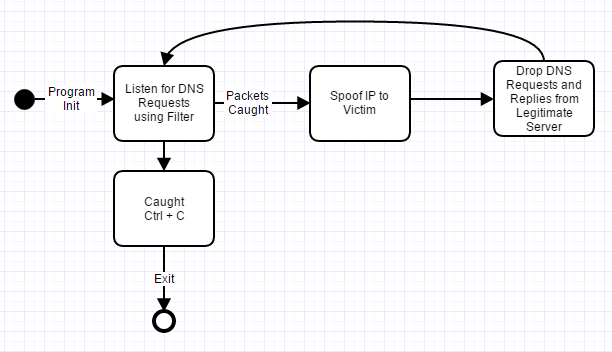 Program
Init
Listen for DNS
Requests
using Filter
Packets
Caught
Spoof IP to
Victim
Drop DNS
Requests and
Replies from
Legitimate
Server
Caught
Ctrl + C
Exit